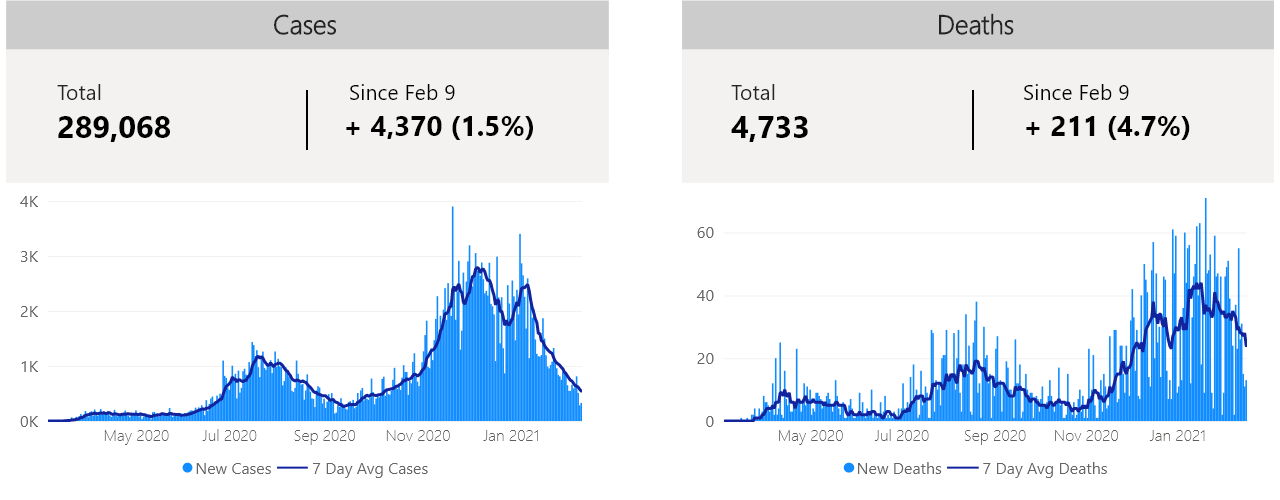 Cases
Total
289,068
Since Feb 9
+ 4,370 (1.5%)
4K
3K
2K
1K
0K
May 2020 Jul 2020 Sep 2020 Nov 2020 Jan 2021
New Cases 7 Day Avg Cases
Deaths
Total
4,733
Since Feb 9
+ 211 (4.7%)
60
40
20
0
May 2020 Jul 2020 Sep 2020 Nov 2020 Jan 2021
New Deaths 7 Day Avg Deaths